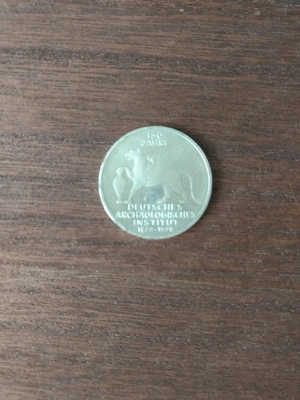 150
JAHRE
DEUTSCHES
ARCHÄOLOGISCHES
INSTITUT
1829-1979